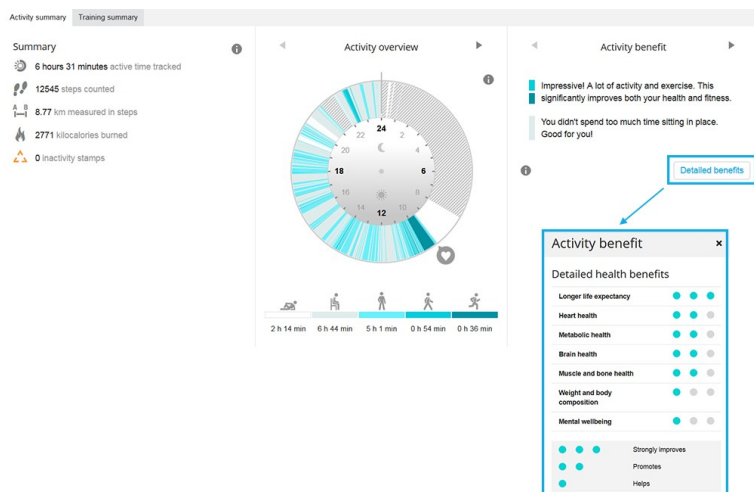 Activity summary
Training summary
Summary
6 hours 31 minutes active time tracked
12545 steps counted
A B
8.77 km measured in steps
2771 kilocalories burned
0 inactivity stamps
Activity overview
24
22
2
20
4
18
6
16
8
14
10
12
2 h 14 min
6 h 44 min
5 h 1 min
0 h 54 min
0 h 36 min
Activity benefit
Impressive! A lot of activity and exercise. This
significantly improves both your health and fitness.
You didn't spend too much time sitting in place.
Good for you!
Detailed benefits
Activity benefit
×
Detailed health benefits
Longer life expectancy
Heart health
Metabolic health
Brain health
Muscle and bone health
Weight and body
composition
Mental wellbeing
Strongly improves
Promotes
Helps